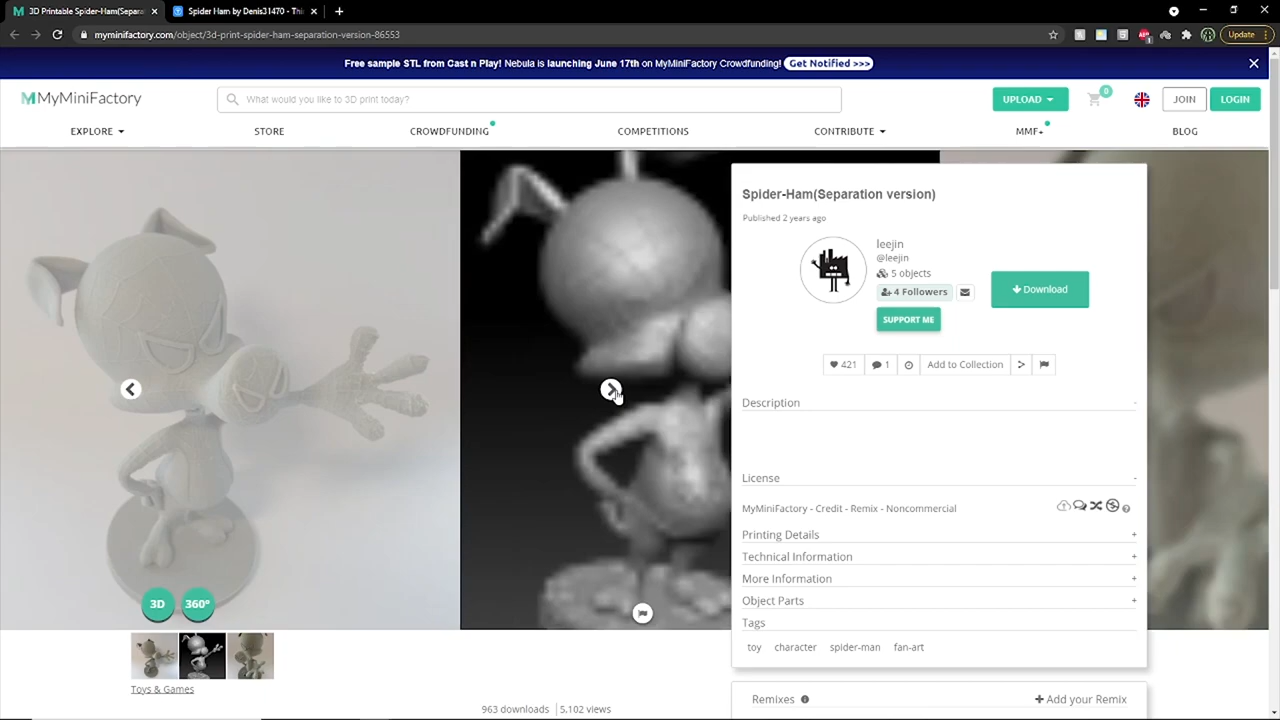 3D Printable Spider-Ham(Separat
Spider Ham by Denis31470 - Thi
myminifactory.com/object/3d-print-spider-ham-separation-version-86553
Update
Free sample STL from Cast n Play! Nebula is launching June 17th on MyMiniFactory Crowdfunding!
Get Notified >>>
MyMiniFactory
What would you like to 3D print today?
UPLOAD
0
JOIN
LOGIN
EXPLORE
STORE
CROWDFUNDING
COMPETITIONS
CONTRIBUTE
MMF+
BLOG
Spider-Ham(Separation version)
Published 2 years ago
leejin
@leejin
5 objects
4 Followers
SUPPORT ME
Download
421
1
Add to Collection
Description
License
MyMiniFactory - Credit - Remix - Noncommercial
Printing Details
Technical Information
More Information
Object Parts
Tags
toy character spider-man fan-art
3D
360°
Toys & Games
963 downloads
5,102 views
Remixes
Add your Remix